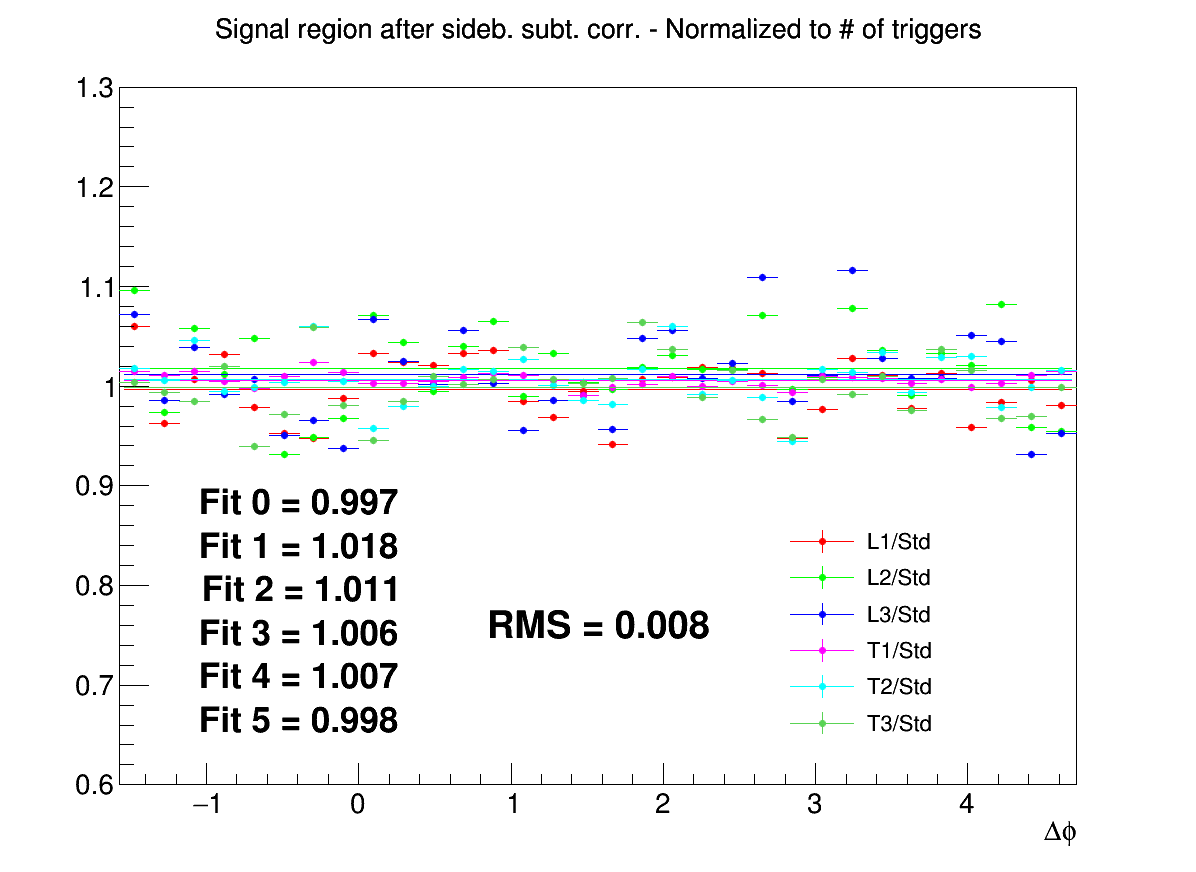 Signal region after sideb. subt. corr. - Normalized to # of triggers
1.3
1.2
1.1
1
0.9
0.8
0.7
0.6
Fit 0 = 0.997
Fit 1 = 1.018
Fit 2 = 1.011
Fit 3 = 1.006
Fit 4 = 1.007
Fit 5 = 0.998
RMS = 0.008
L1/Std
L2/Std
L3/Std
T1/Std
T2/Std
T3/Std
−1 0 1 2 3 4
Δϕ